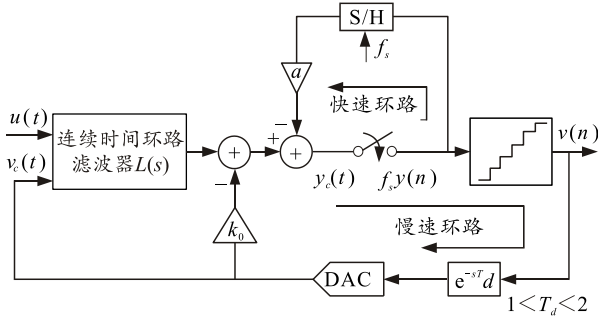 S/H
f_s
a
快速环路
u(t)
v_c(t)
连续时间环路
滤波器L(s)
+
+
−
+
−
y_c(t)
f_s y(n)
v(n)
k_0
慢速环路
DAC
e^{-sT}d
1<T_d<2